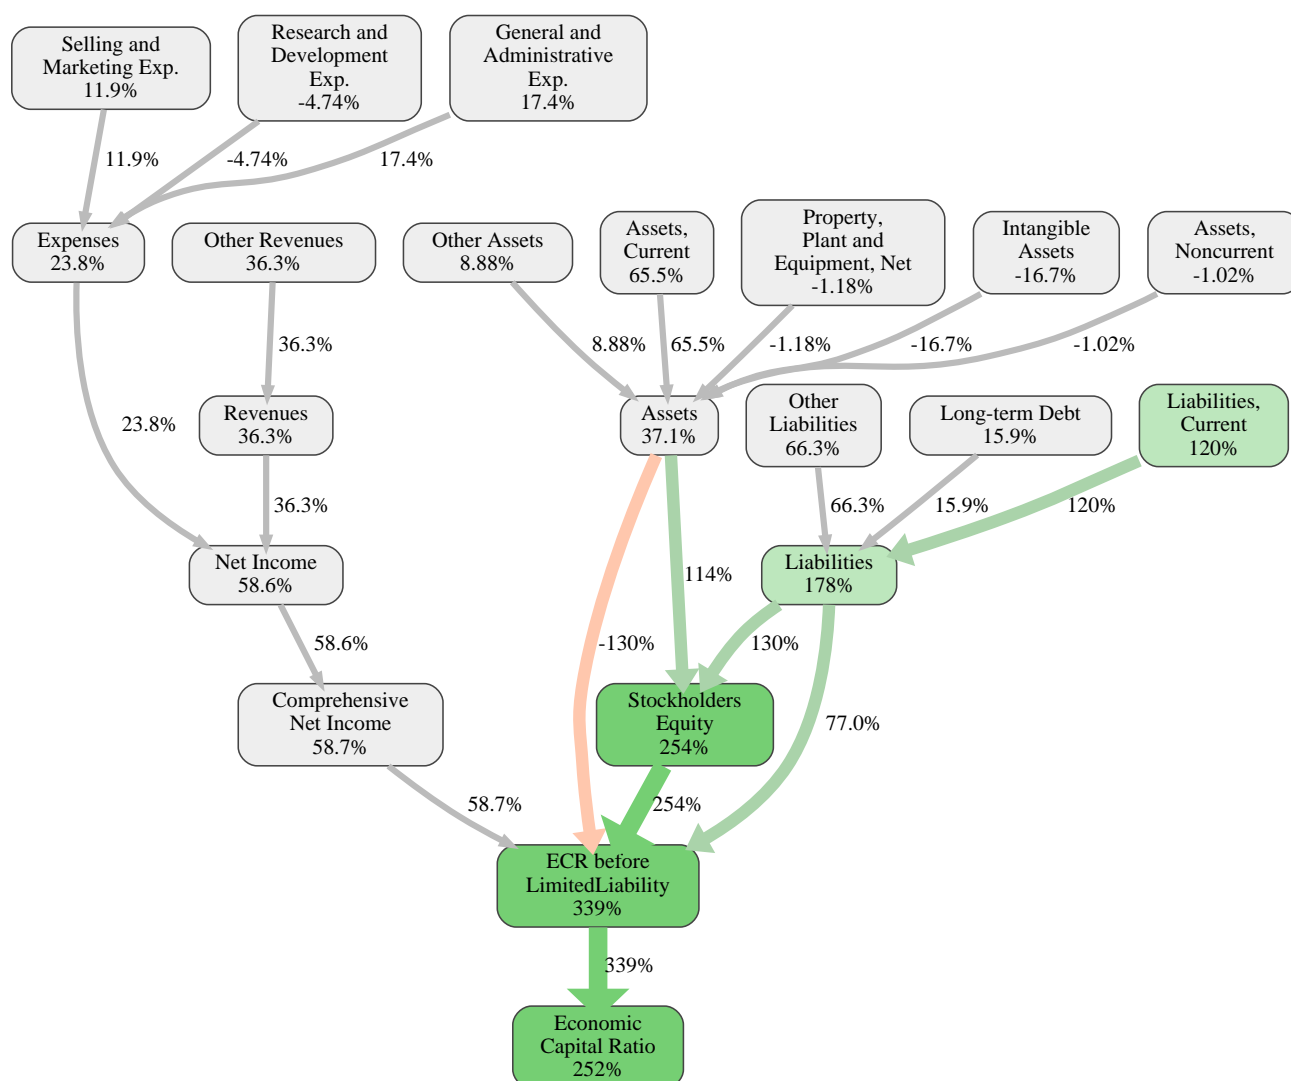 Selling and
Marketing Exp.
11.9%
Research and
Development
Exp.
-4.74%
General and
Administrative
Exp.
17.4%
11.9%
-4.74%
17.4%
Expenses
23.8%
Other Revenues
36.3%
Other Assets
8.88%
Assets,
Current
65.5%
Property,
Plant and
Equipment, Net
-1.18%
Intangible
Assets
-16.7%
Assets,
Noncurrent
-1.02%
36.3%
8.88%
65.5%
-1.18%
-16.7%
-1.02%
23.8%
Revenues
36.3%
Assets
37.1%
Other
Liabilities
66.3%
Long-term Debt
15.9%
Liabilities,
Current
120%
36.3%
66.3%
15.9%
120%
Net Income
58.6%
114%
Liabilities
178%
58.6%
-130%
130%
Comprehensive
Net Income
58.7%
Stockholders
Equity
254%
77.0%
58.7%
254%
ECR before
LimitedLiability
339%
339%
Economic
Capital Ratio
252%